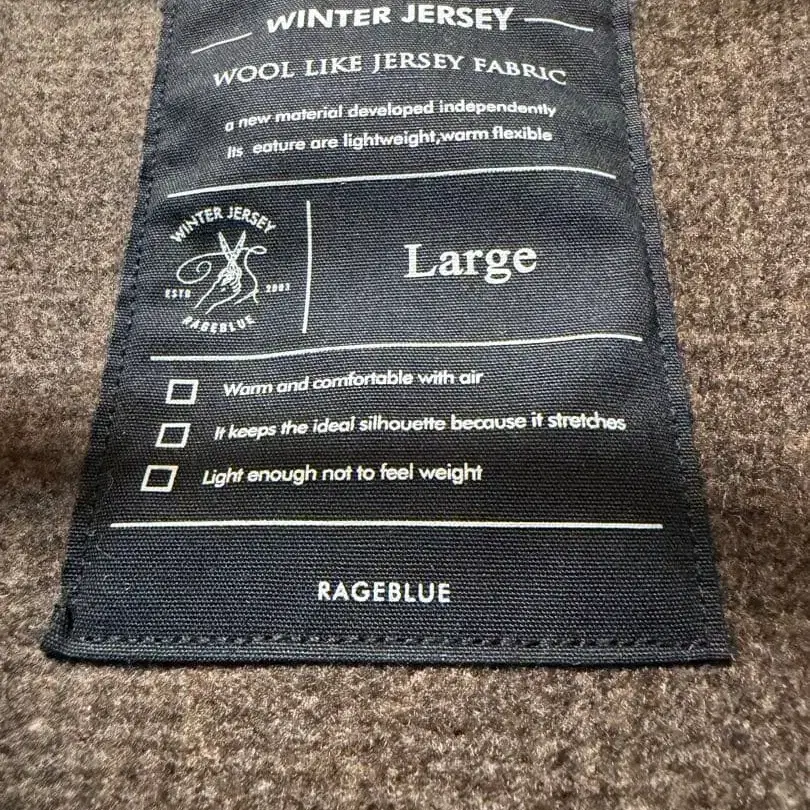 WINTER JERSEY
WOOL LIKE JERSEY FABRIC
a new material developed independently
Its eature are lightweight,warm flexible
WINTER JERSEY
ESTD 2003
RAGEBLUE
Large
Warm and comfortable with air
It keeps the ideal silhouette because it stretches
Light enough not to feel weight
RAGEBLUE